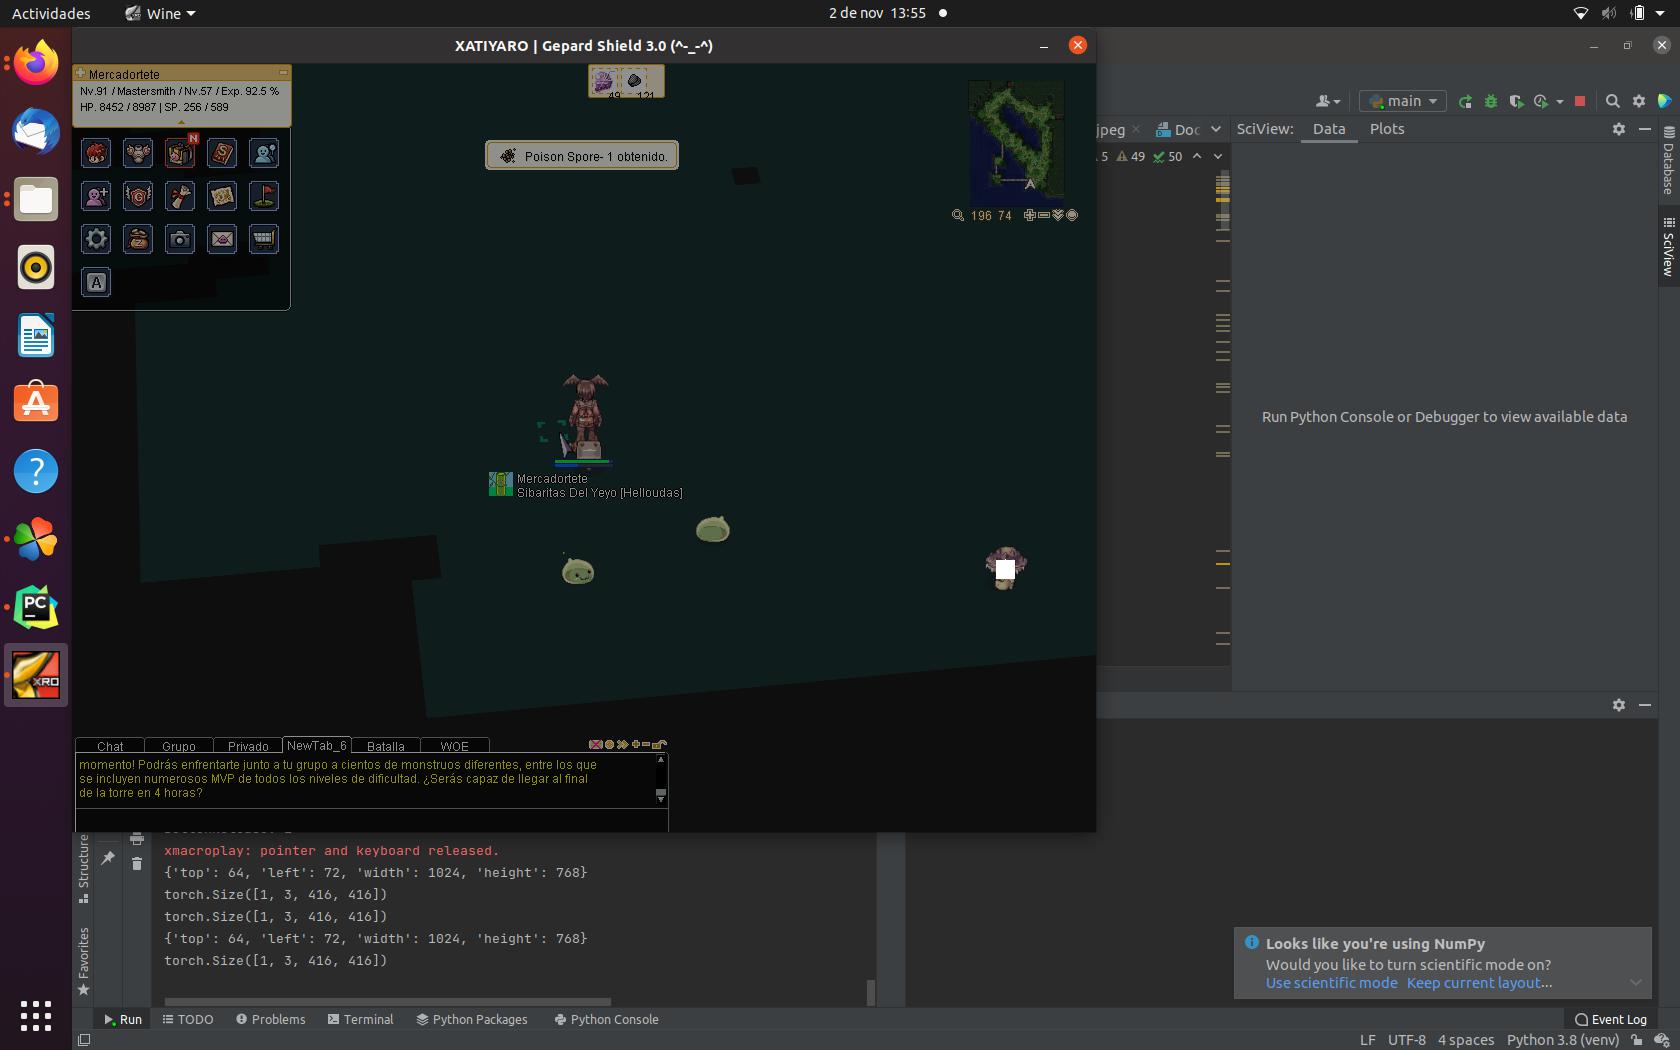 Actividades
Wine
2 de nov 13:55
XATIYARO | Gepard Shield 3.0 (^-_-^)
Mercadortete
Nv.91 / Mastersmith / Nv.57 / Exp. 92.5 %
HP. 8452 / 8987 | SP. 256 / 589
N
A
49
121
Poison Spore- 1 obtenido.
196 74
Mercadortete
Sibaritas Del Yeyo [Helloudas]
Chat
Grupo
Privado
NewTab_6
Batalla
WOE
momento! Podrás enfrentarte junto a tu grupo a cientos de monstruos diferentes, entre los que
se incluyen numerosos MVP de todos los niveles de dificultad. ¿Serás capaz de llegar al final
de la torre en 4 horas?
main
jpeg
Doc
SciView:
Data
Plots
5
49
50
Database
SciView
Run Python Console or Debugger to view available data
PC
XRO
Structure
Favorites
xmacroplay: pointer and keyboard released.
{'top': 64, 'left': 72, 'width': 1024, 'height': 768}
torch.Size([1, 3, 416, 416])
torch.Size([1, 3, 416, 416])
{'top': 64, 'left': 72, 'width': 1024, 'height': 768}
torch.Size([1, 3, 416, 416])
Looks like you're using NumPy
Would you like to turn scientific mode on?
Use scientific mode Keep current layout...
Run
TODO
Problems
Terminal
Python Packages
Python Console
Event Log
LF UTF-8 4 spaces Python 3.8 (venv)